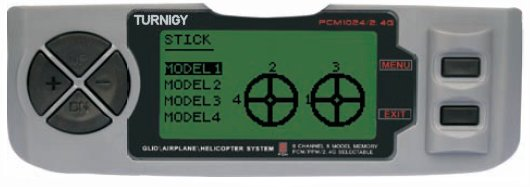 TURNIGY
PCM1024/2.4G
STICK
MODEL1
MODEL2
MODEL3
MODEL4
2
3
4
1
MENU
EXIT
+
-
GLID\AIRPLANE\HELICOPTER SYSTEM
8 CHANNEL 8 MODEL MEMORY
PCM/PPM/2.4G SELECTABLE